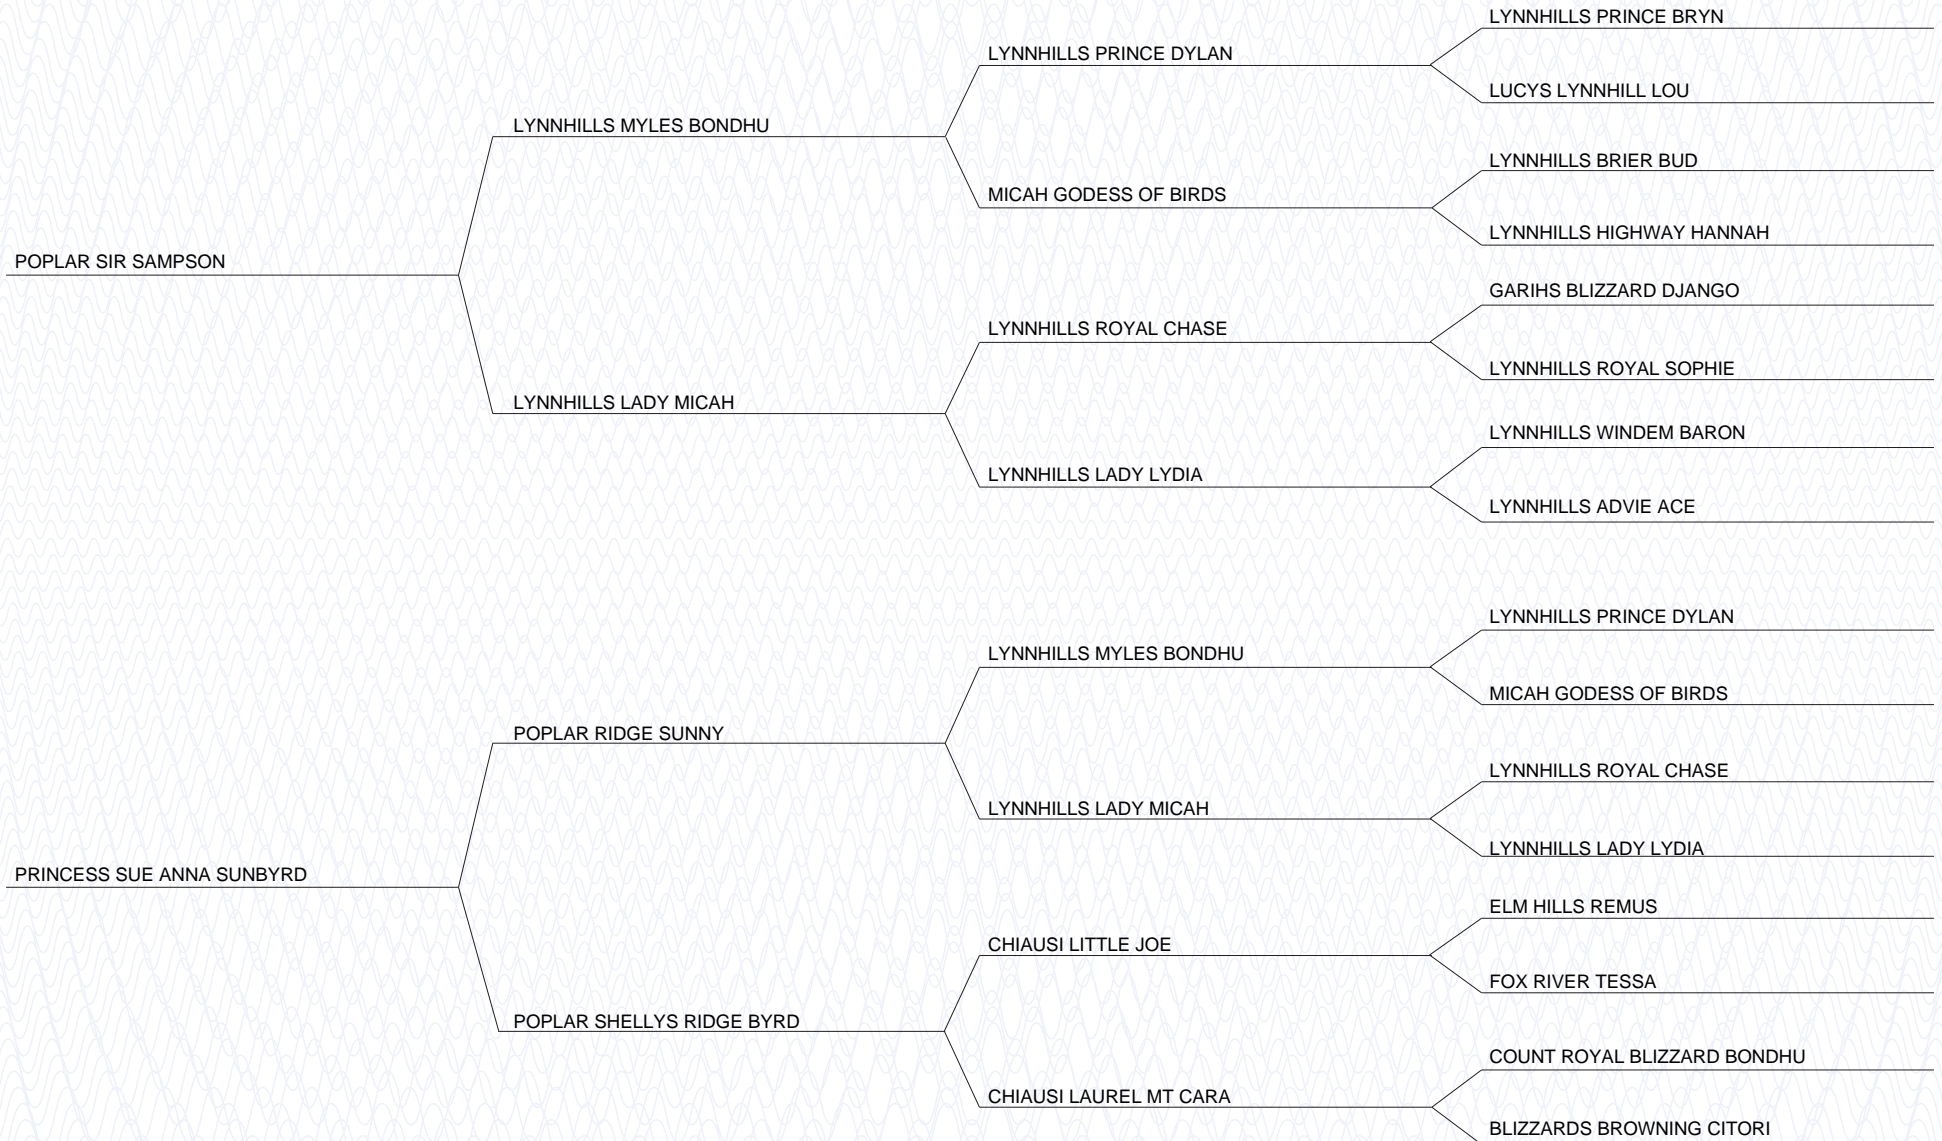 LYNNHILLS PRINCE BRYN
LYNNHILLS PRINCE DYLAN
LUCYS LYNNHILL LOU
LYNNHILLS MYLES BONDHU
LYNNHILLS BRIER BUD
MICAH GODESS OF BIRDS
LYNNHILLS HIGHWAY HANNAH
POPLAR SIR SAMPSON
GARIHS BLIZZARD DJANGO
LYNNHILLS ROYAL CHASE
LYNNHILLS ROYAL SOPHIE
LYNNHILLS LADY MICAH
LYNNHILLS WINDEM BARON
LYNNHILLS LADY LYDIA
LYNNHILLS ADVIE ACE
LYNNHILLS PRINCE DYLAN
LYNNHILLS MYLES BONDHU
MICAH GODESS OF BIRDS
POPLAR RIDGE SUNNY
LYNNHILLS ROYAL CHASE
LYNNHILLS LADY MICAH
LYNNHILLS LADY LYDIA
PRINCESS SUE ANNA SUNBYRD
ELM HILLS REMUS
CHIAUSI LITTLE JOE
FOX RIVER TESSA
POPLAR SHELLYS RIDGE BYRD
COUNT ROYAL BLIZZARD BONDHU
CHIAUSI LAUREL MT CARA
BLIZZARDS BROWNING CITORI